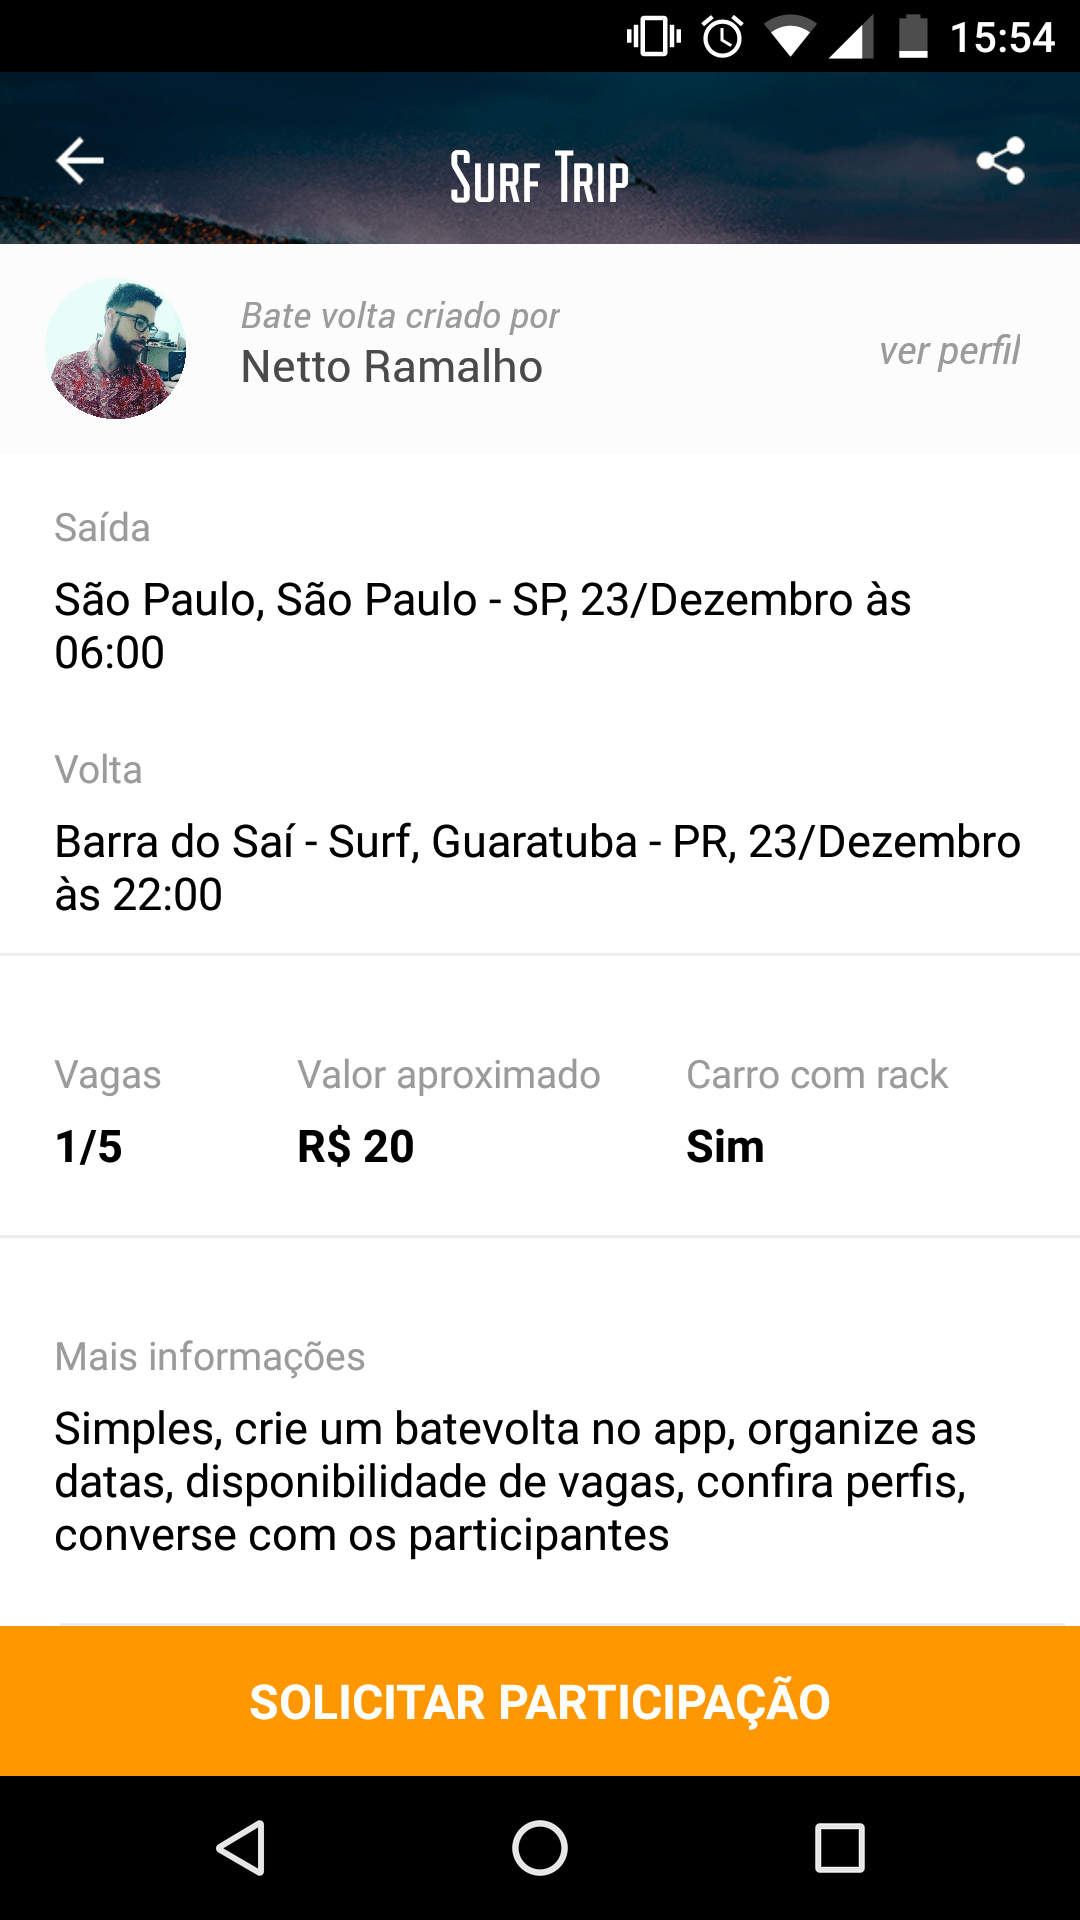 15:54
Surf Trip
Bate volta criado por
Netto Ramalho
ver perfil
Saída
São Paulo, São Paulo - SP, 23/Dezembro às
06:00
Volta
Barra do Saí - Surf, Guaratuba - PR, 23/Dezembro
às 22:00
Vagas Valor aproximado Carro com rack
1/5 R$ 20 Sim
Mais informações
Simples, crie um batevolta no app, organize as
datas, disponibilidade de vagas, confira perfis,
converse com os participantes
SOLICITAR PARTICIPAÇÃO